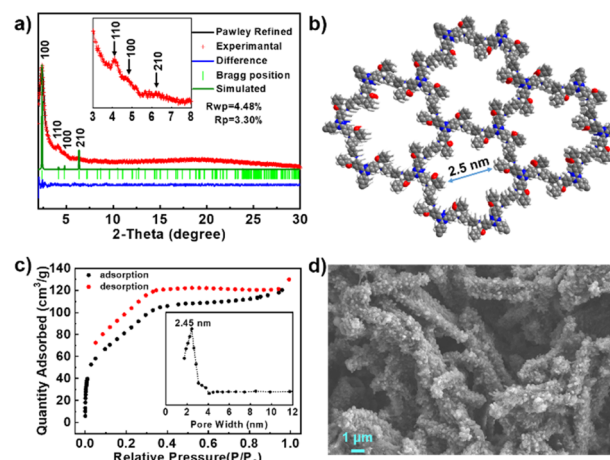 a)
100
110
100
210
Pawley Refined
Experimantal
Difference
Bragg position
Simulated
Rwp=4.48%
Rp=3.30%
3 4 5 6 7 8
100
110
100
210
5 10 15 20 25 30
2-Theta (degree)
b)
2.5 nm
c)
adsorption
desorption
Quantity Adsorbed (cm³/g)
140
120
100
80
60
40
20
0
2.45 nm
0 2 4 6 8 10 12
Pore Width (nm)
0.0 0.2 0.4 0.6 0.8 1.0
Relative Pressure(P/P
d)
1 μm